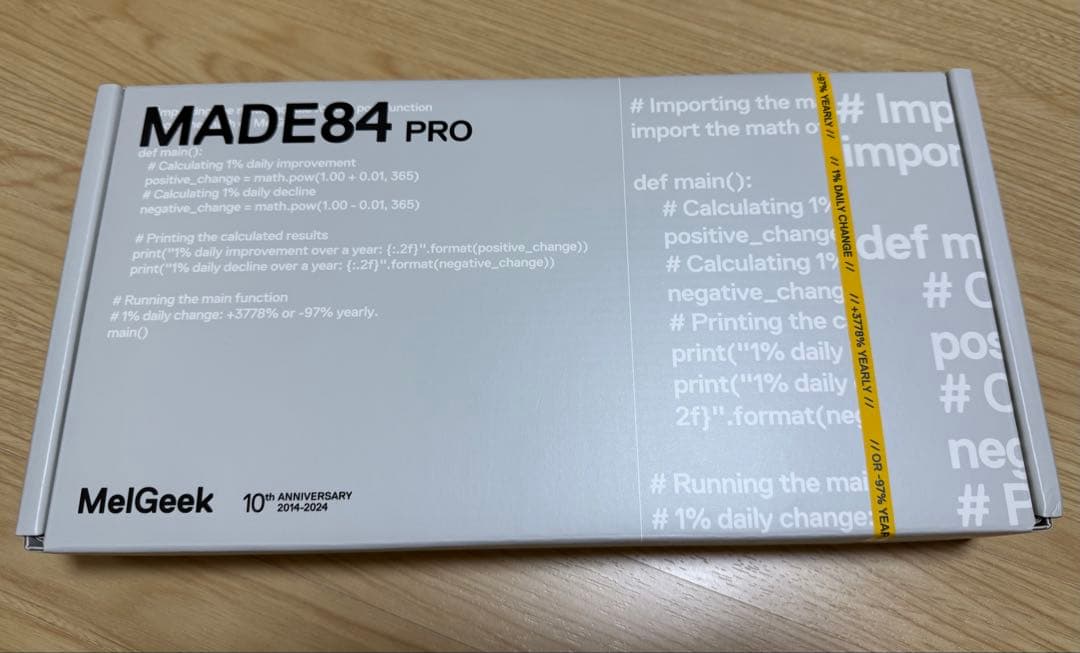 MADE84 PRO
def main():
# Calculating 1% daily improvement
positive_change = math.pow(1.00 + 0.01, 365)
# Calculating 1% daily decline
negative_change = math.pow(1.00 - 0.01, 365)
# Printing the calculated results
print("1% daily improvement over a year: {:.2f}".format(positive_change))
print("1% daily decline over a year: {:.2f}".format(negative_change))
# Running the main function
# 1% daily change: +3778% or -97% yearly.
main()
MelGeek
10th ANNIVERSARY
2014-2024
# Importing the m
import the math o
def main():
# Calculating 1%
positive_chang
# Calculating 1%
negative_chang
# Printing the c
print("1% daily
print("1% daily
2f}".format(neg
# Running the mai
# 1% daily change:
-97% YEARLY // // 1% DAILY CHANGE // // +3778% YEARLY // // OR -97% YEAR
# Imp
impor
def m
# C
pos
# C
neg
# P